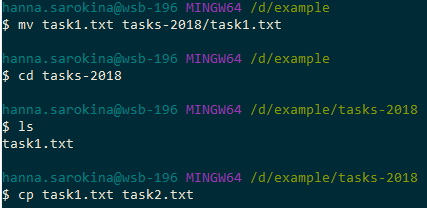 hanna.sarokina@wsb-196 MINGW64 /d/example
$ mv task1.txt tasks-2018/task1.txt
hanna.sarokina@wsb-196 MINGW64 /d/example
$ cd tasks-2018
hanna.sarokina@wsb-196 MINGW64 /d/example/tasks-2018
$ ls
task1.txt
hanna.sarokina@wsb-196 MINGW64 /d/example/tasks-2018
$ cp task1.txt task2.txt